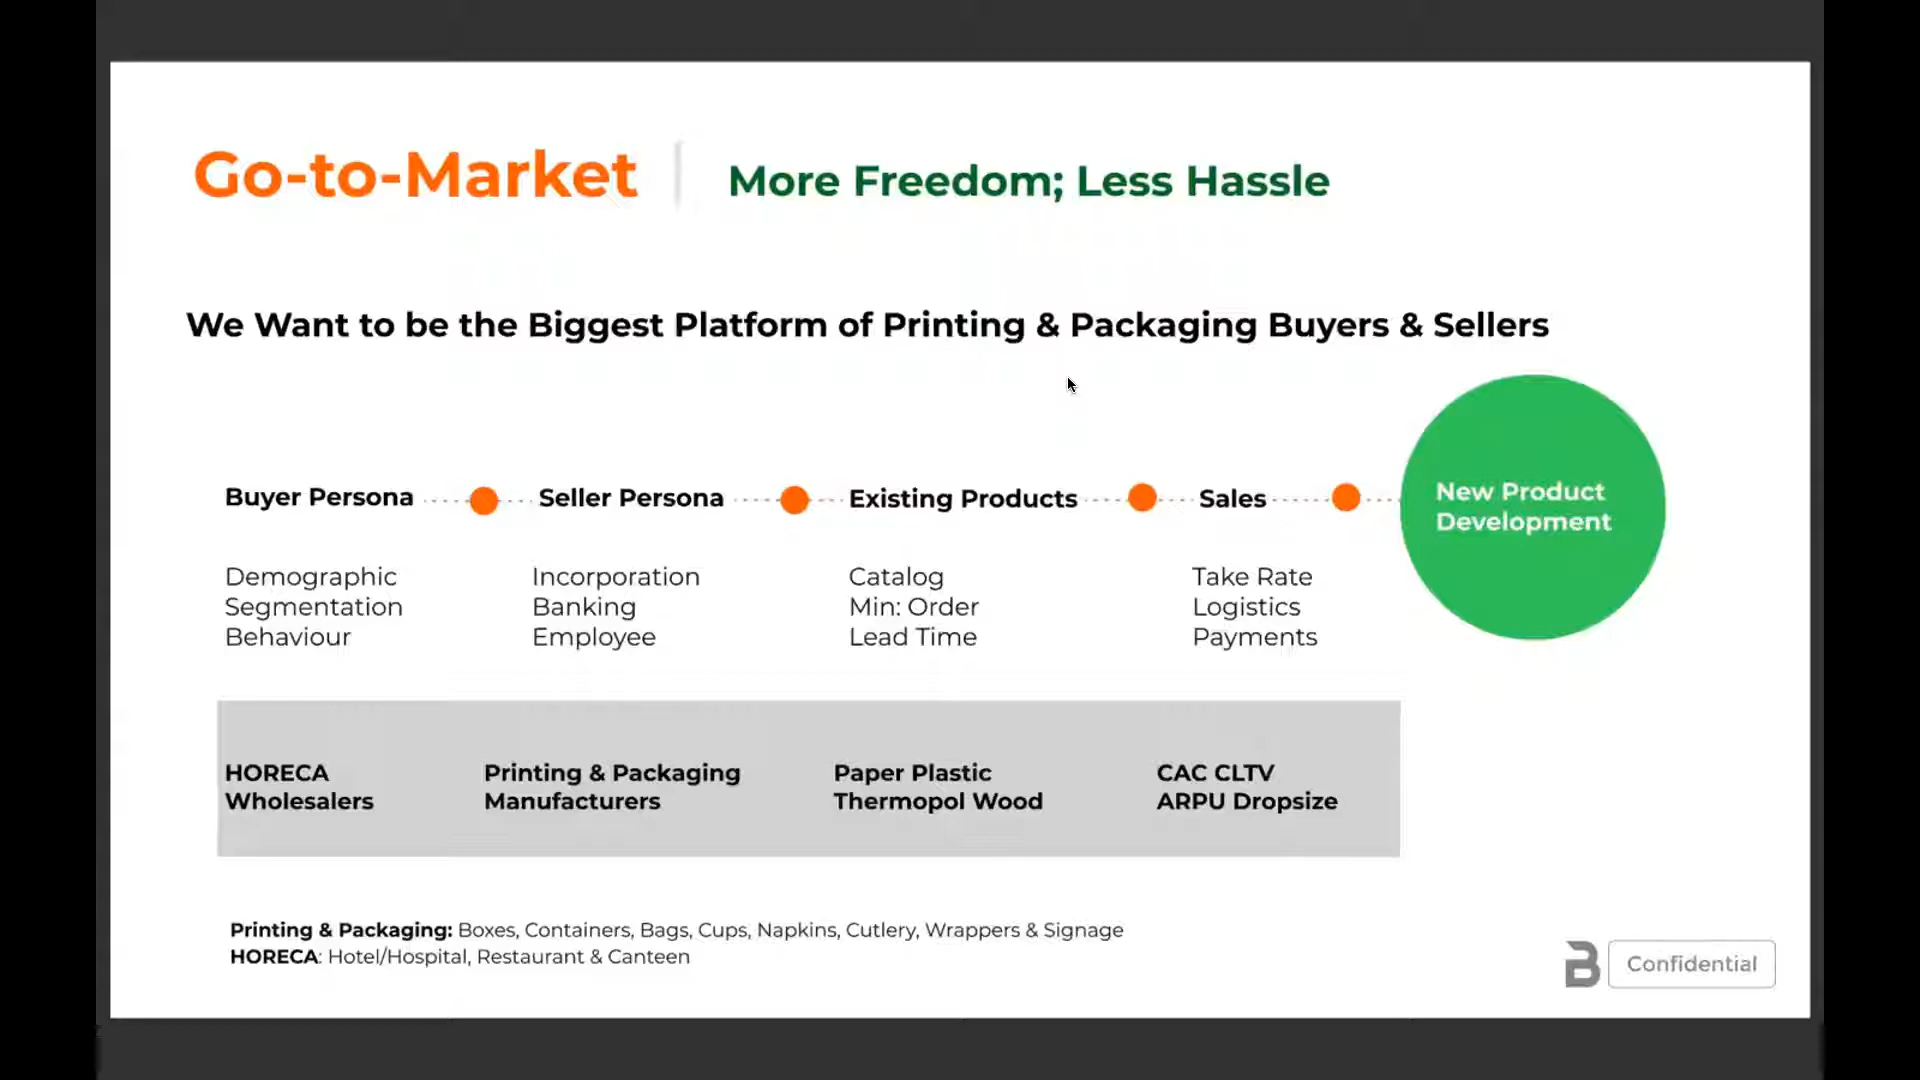 Go-to-Market
More Freedom; Less Hassle
We Want to be the Biggest Platform of Printing & Packaging Buyers & Sellers
Buyer Persona
Seller Persona
Existing Products
Sales
New Product
Development
Demographic
Segmentation
Behaviour
Incorporation
Banking
Employee
Catalog
Min: Order
Lead Time
Take Rate
Logistics
Payments
HORECA
Wholesalers
Printing & Packaging
Manufacturers
Paper Plastic
Thermopol Wood
CAC CLTV
ARPU Dropsize
Printing & Packaging: Boxes, Containers, Bags, Cups, Napkins, Cutlery, Wrappers & Signage
HORECA: Hotel/Hospital, Restaurant & Canteen
B Confidential